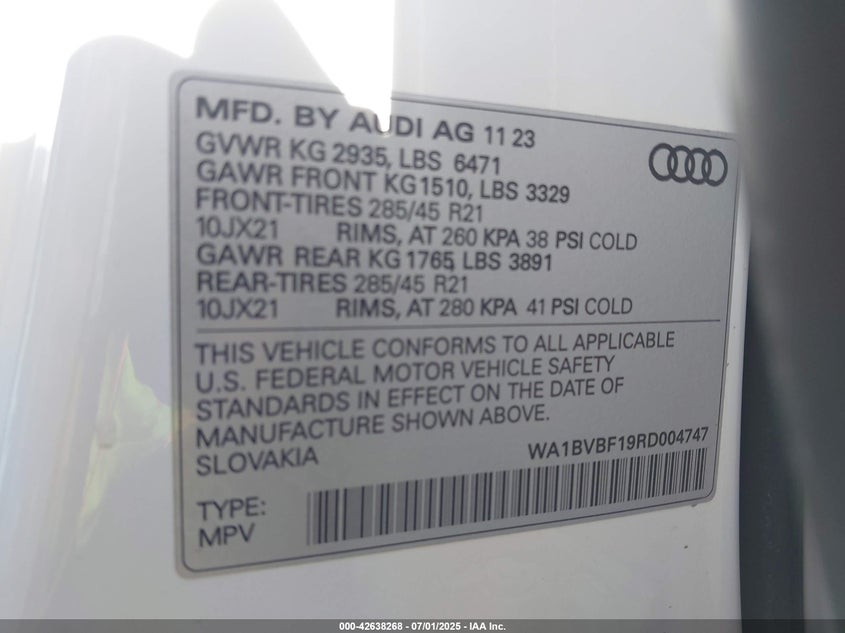 MFD. BY AUDI AG 11 23
GVWR KG 2935, LBS 6471
GAWR FRONT KG1510, LBS 3329
FRONT-TIRES 285/45 R21
10JX21 RIMS, AT 260 KPA 38 PSI COLD
GAWR REAR KG 1765, LBS 3891
REAR-TIRES 285/45 R21
10JX21 RIMS, AT 280 KPA 41 PSI COLD
THIS VEHICLE CONFORMS TO ALL APPLICABLE
U.S. FEDERAL MOTOR VEHICLE SAFETY
STANDARDS IN EFFECT ON THE DATE OF
MANUFACTURE SHOWN ABOVE.
SLOVAKIA WA1BVBF19RD004747
TYPE:
MPV
000-42638268 - 07/01/2025 - IAA Inc.